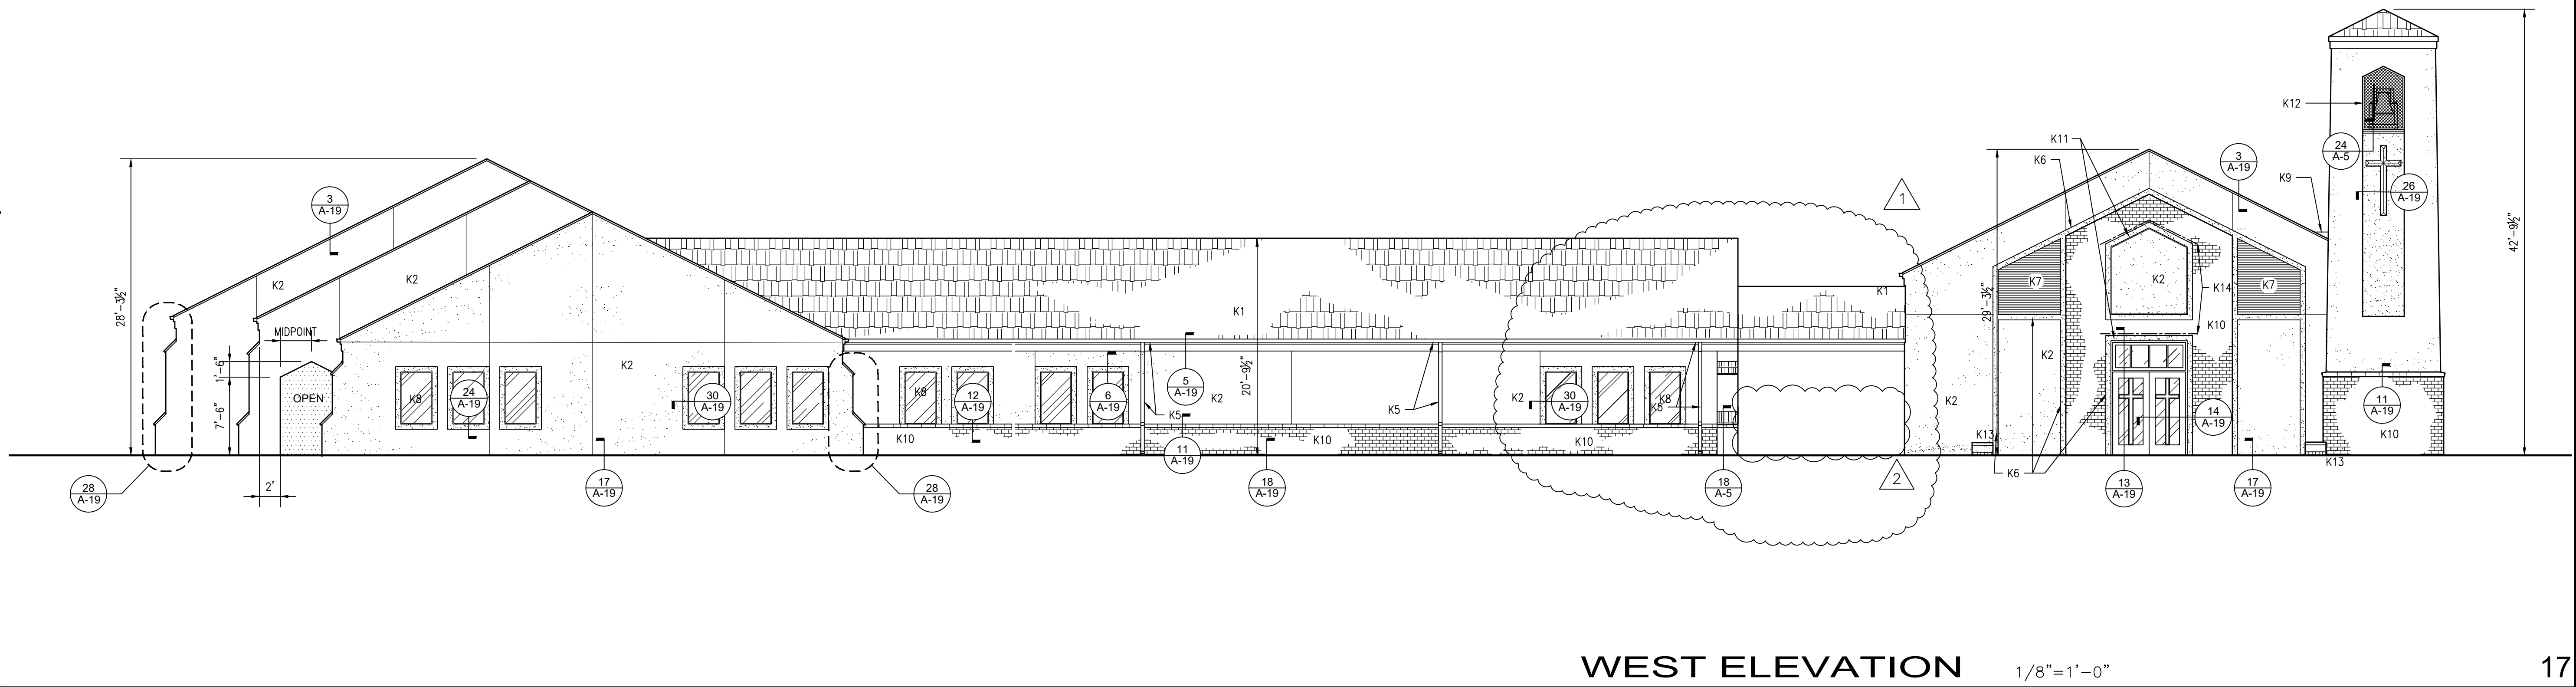 42'-9½"
K12
24
A-5
K11
K6
3
A-19
K9
26
A-19
3
A-19
1
28'-3½"
29'-3½"
K2
K2
K7
K2
K7
K1
K14
K1
K10
MIDPOINT
1'-6"
7'-6"
OPEN
K2
K8
24
A-19
30
A-19
K8
12
A-19
6
A-19
5
A-19
20'-9½"
K2
K5
K5
K2
30
A-19
K8
K5
K2
K2
14
A-19
11
A-19
K10
K10
K10
K10
K13
K13
11
A-19
K6
2
2'
28
A-19
17
A-19
28
A-19
18
A-19
18
A-5
13
A-19
17
A-19
WEST ELEVATION 1/8"=1'-0" 17